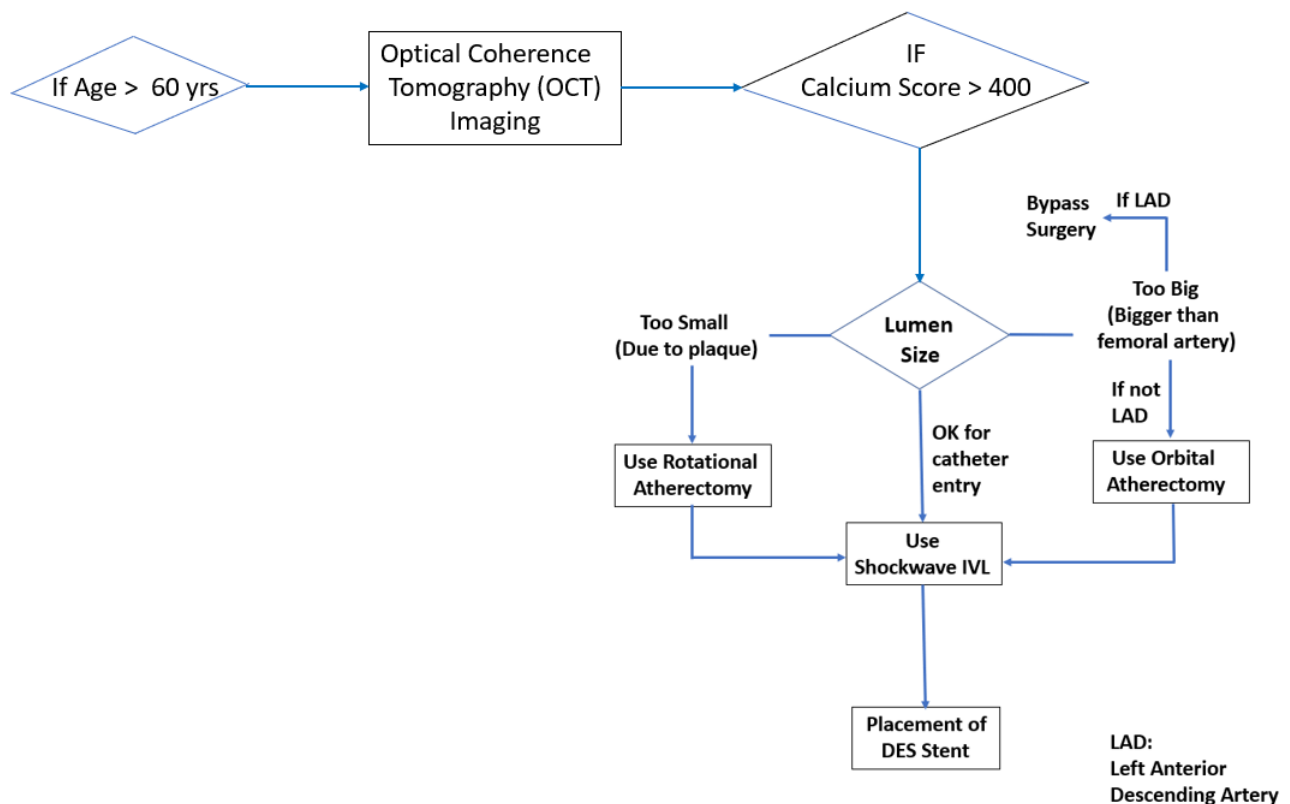 If Age > 60 yrs
Optical Coherence
Tomography (OCT)
Imaging
IF
Calcium Score > 400
Bypass
Surgery
If LAD
Too Small
(Due to plaque)
Lumen
Size
Too Big
(Bigger than
femoral artery)
If not
LAD
OK for
catheter
entry
Use Rotational
Atherectomy
Use Orbital
Atherectomy
Use
Shockwave IVL
Placement of
DES Stent
LAD:
Left Anterior
Descending Artery